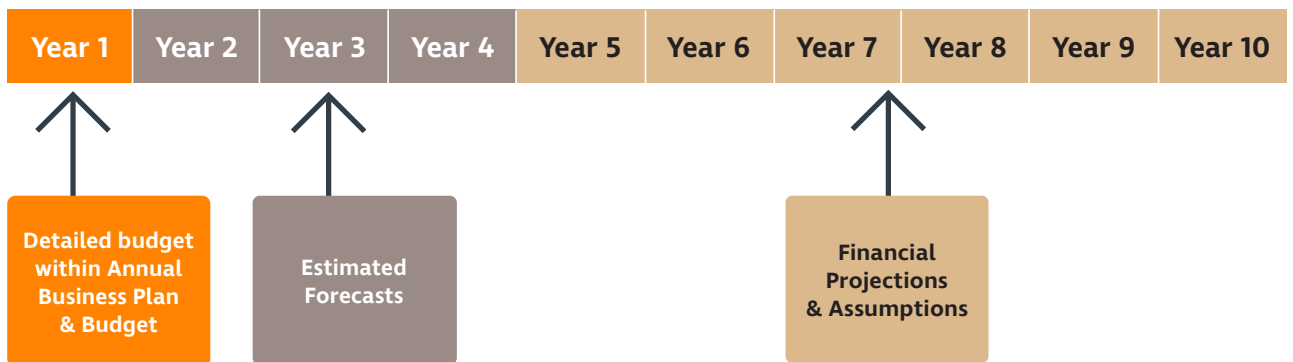 Year 1 Year 2 Year 3 Year 4 Year 5 Year 6 Year 7 Year 8 Year 9 Year 10
Detailed budget
within Annual
Business Plan
& Budget
Estimated
Forecasts
Financial
Projections
& Assumptions